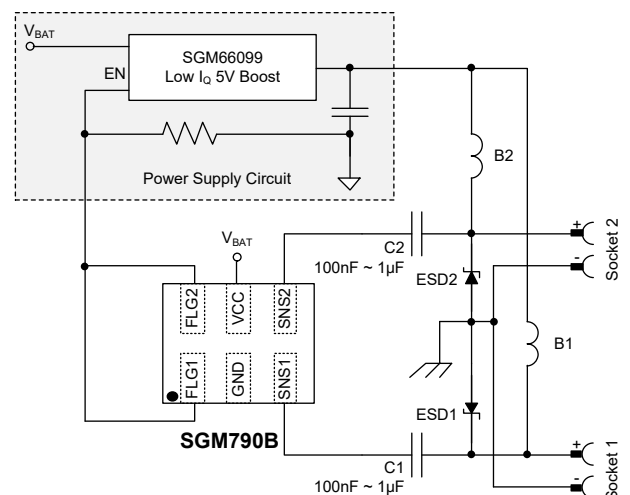 VBAT
EN
SGM66099
Low IQ 5V Boost
B2
Power Supply Circuit
VBAT
C2
100nF ~ 1µF
+
-
Socket 2
ESD2
FLG2
VCC
SNS2
B1
FLG1
GND
SNS1
ESD1
SGM790B
C1
100nF ~ 1µF
+
-
Socket 1